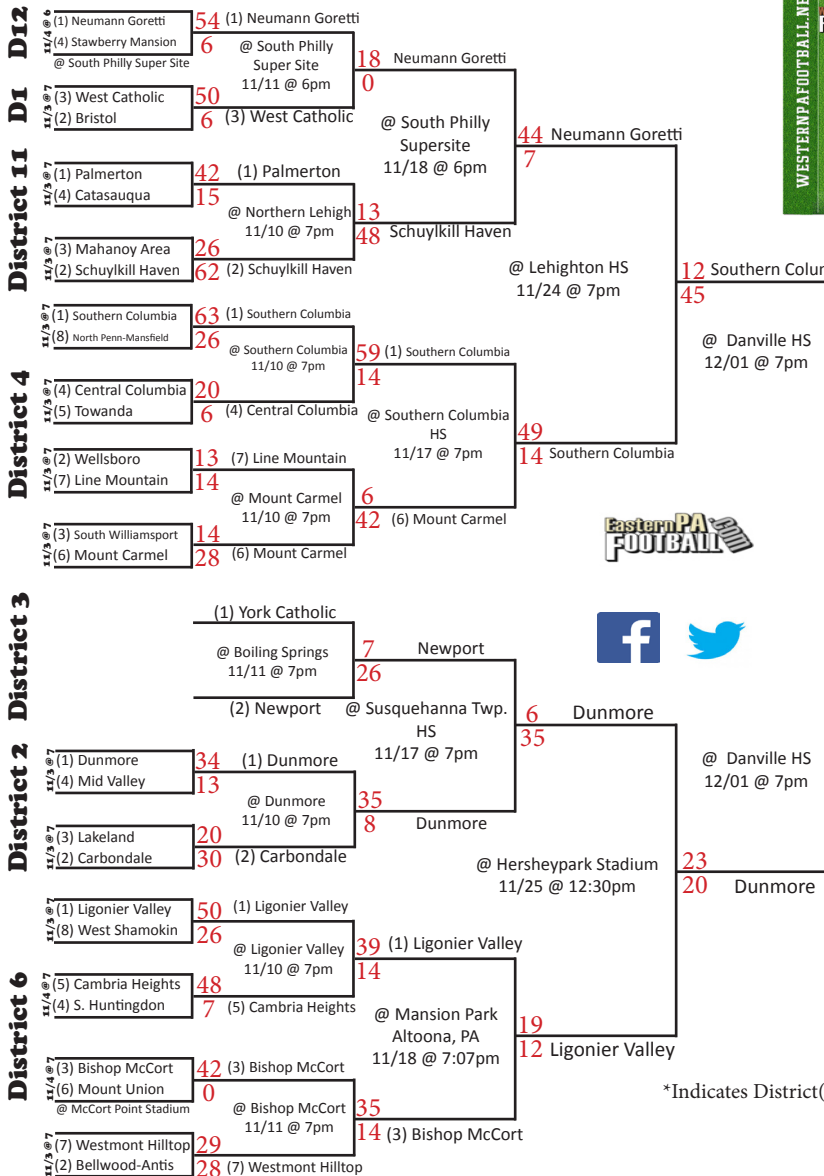 D12
11/4 @ 6
(1) Neumann Goretti 54
(4) Stawberry Mansion 6
@ South Philly Super Site
(1) Neumann Goretti
@ South Philly
Super Site
11/11 @ 6pm
D1
11/3 @ 7
(3) West Catholic 50
(2) Bristol 6
(3) West Catholic
18 Neumann Goretti
0
@ South Philly
Supersite
11/18 @ 6pm
District 11
11/3 @ 7
(1) Palmerton 42
(4) Catasauqua 15
(1) Palmerton
@ Northern Lehigh
11/10 @ 7pm
11/3 @ 7
(3) Mahanoy Area 26
(2) Schuylkill Haven 62
(2) Schuylkill Haven
13
48 Schuylkill Haven
44 Neumann Goretti
7
@ Lehighton HS
11/24 @ 7pm
District 4
11/3 @ 7
(1) Southern Columbia 63
(8) North Penn-Mansfield 26
(1) Southern Columbia
@ Southern Columbia
11/10 @ 7pm
11/3 @ 7
(4) Central Columbia 20
(5) Towanda 6
(4) Central Columbia
59 (1) Southern Columbia
14
@ Southern Columbia
HS
11/17 @ 7pm
11/3 @ 7
(2) Wellsboro 13
(7) Line Mountain 14
(7) Line Mountain
@ Mount Carmel
11/10 @ 7pm
11/3 @ 7
(3) South Williamsport 14
(6) Mount Carmel 28
(6) Mount Carmel
6
42 (6) Mount Carmel
49
14 Southern Columbia
12
45
@ Danville HS
12/01 @ 7pm
WESTERNPAFOOTBALL.NE
EasternPA .com
FOOTBALL
f
District 3
(1) York Catholic
@ Boiling Springs
11/11 @ 7pm
(2) Newport
7 Newport
26
@ Susquehanna Twp.
HS
11/17 @ 7pm
District 2
11/3 @ 7
(1) Dunmore 34
(4) Mid Valley 13
(1) Dunmore
@ Dunmore
11/10 @ 7pm
11/3 @ 7
(3) Lakeland 20
(2) Carbondale 30
(2) Carbondale
35
8 Dunmore
6 Dunmore
35
@ Hersheypark Stadium
11/25 @ 12:30pm
District 6
11/3 @ 7
(1) Ligonier Valley 50
(8) West Shamokin 26
(1) Ligonier Valley
@ Ligonier Valley
11/10 @ 7pm
11/4 @ 7
(5) Cambria Heights 48
(4) S. Huntingdon 7
(5) Cambria Heights
39 (1) Ligonier Valley
14
@ Mansion Park
Altoona, PA
11/18 @ 7:07pm
11/4 @ 7
(3) Bishop McCort 42
(6) Mount Union 0
@ McCort Point Stadium
(3) Bishop McCort
@ Bishop McCort
11/11 @ 7pm
11/3 @ 7
(7) Westmont Hilltop 29
(2) Bellwood-Antis 28
(7) Westmont Hilltop
35
14 (3) Bishop McCort
19
12 Ligonier Valley
23
20 Dunmore
@ Danville HS
12/01 @ 7pm
*Indicates District(